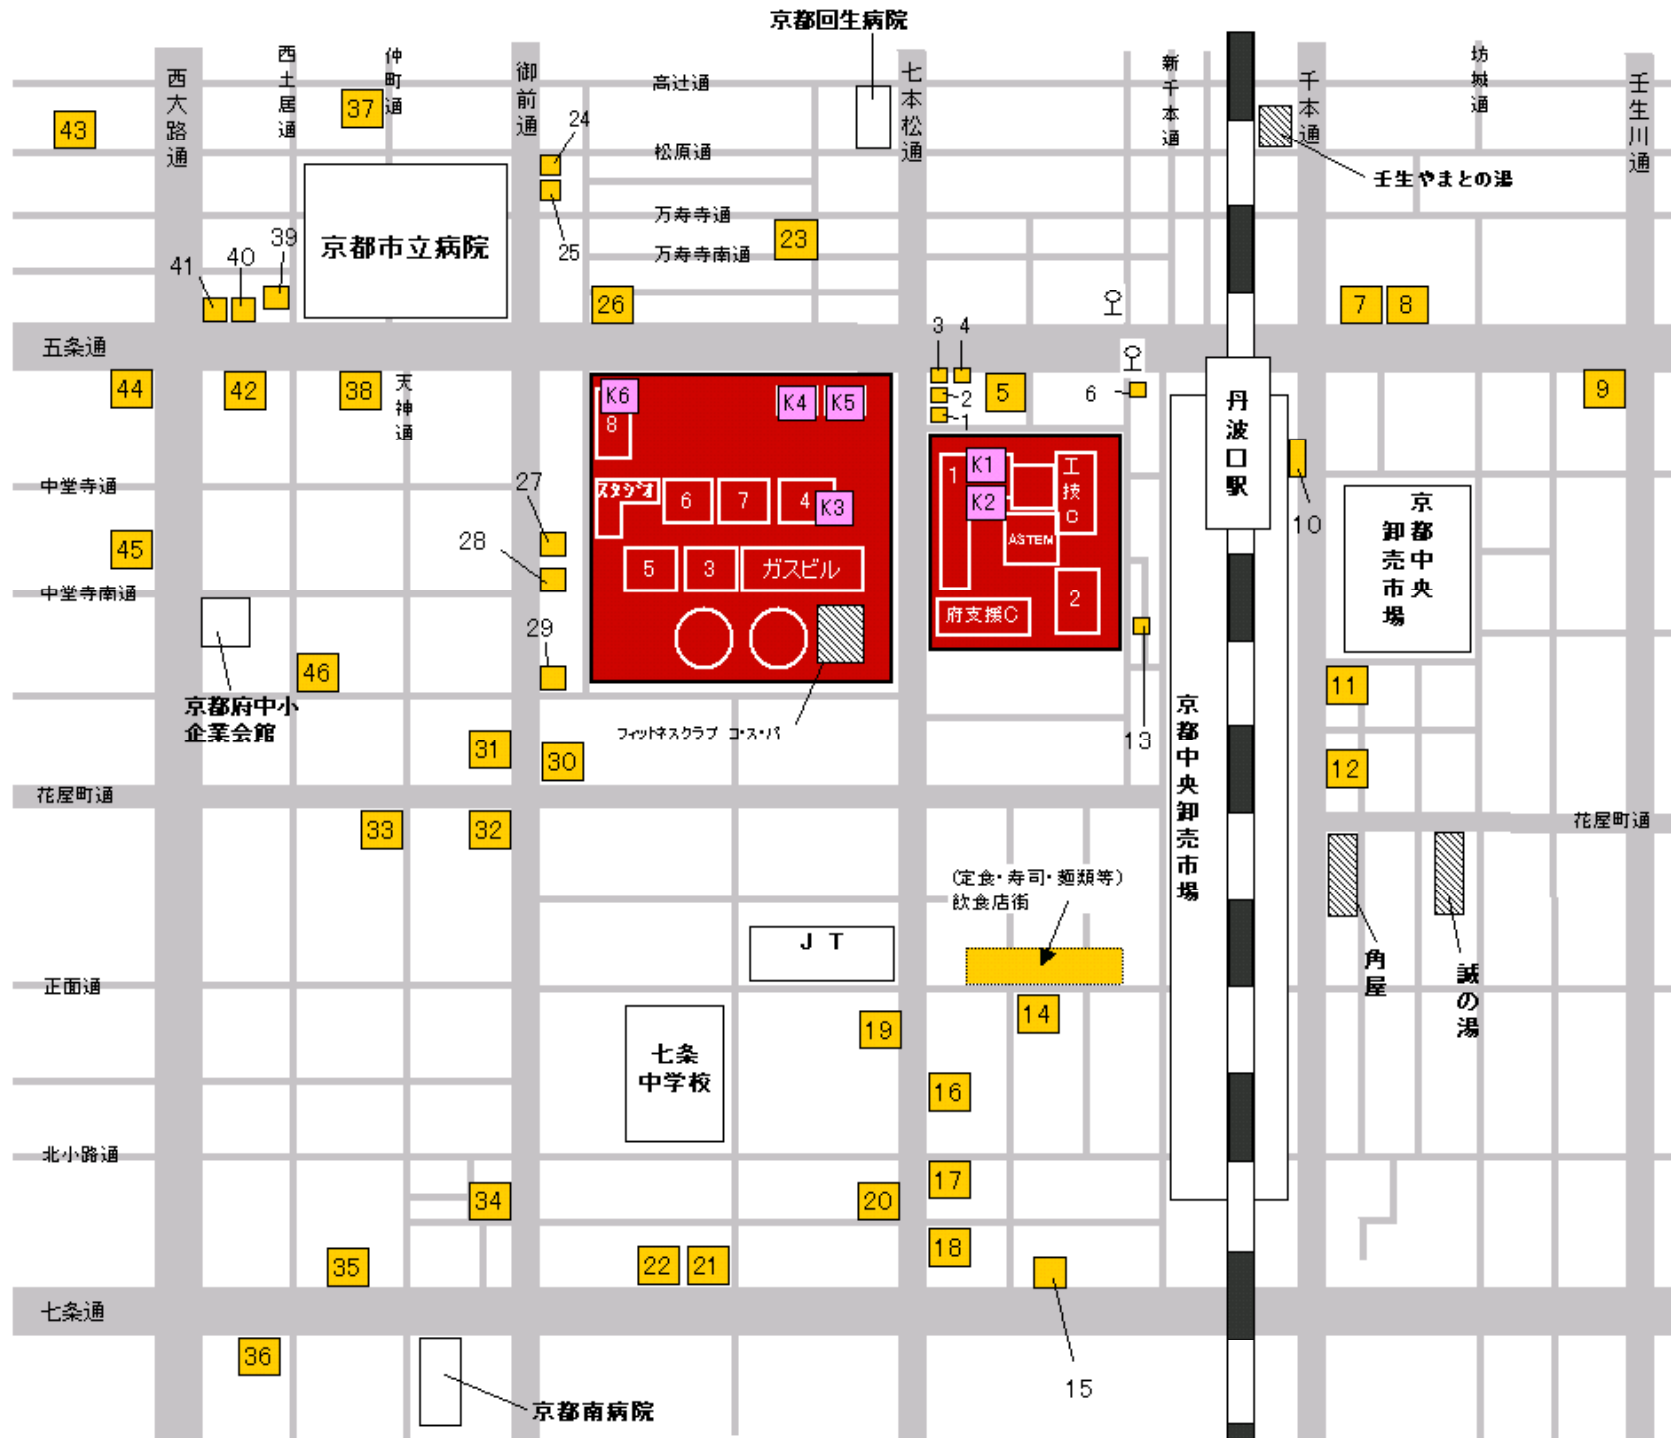 京都回生病院
西大路通
西土居通
仲町通
御前通
高辻通
七本松通
新千本通
千本通
坊城通
壬生川通
43
37
24
松原通
壬生やまとの湯
25
万寿寺通
23
万寿寺南通
京都市立病院
39
40
41
26
7
8
五条通
3
4
2
1
5
6
9
44
42
38
天神通
丹波口駅
K6
8
K4
K5
K1
K2
1
工技C
ASTEM
2
府支援C
中堂寺通
27
28
スタジオ
6
7
4
K3
10
京都中央
卸売市場
45
中堂寺南通
5
3
ガスビル
29
46
13
11
京都府中小
企業会館
フィットネスクラブ コ・ス・パ
京都中央卸売市場
31
30
12
花屋町通
33
32
花屋町通
(定食・寿司・麺類等)
飲食店街
JT
角屋
誠の湯
正面通
14
19
七条
中学校
16
北小路通
17
34
20
18
35
22
21
15
七条通
36
京都南病院